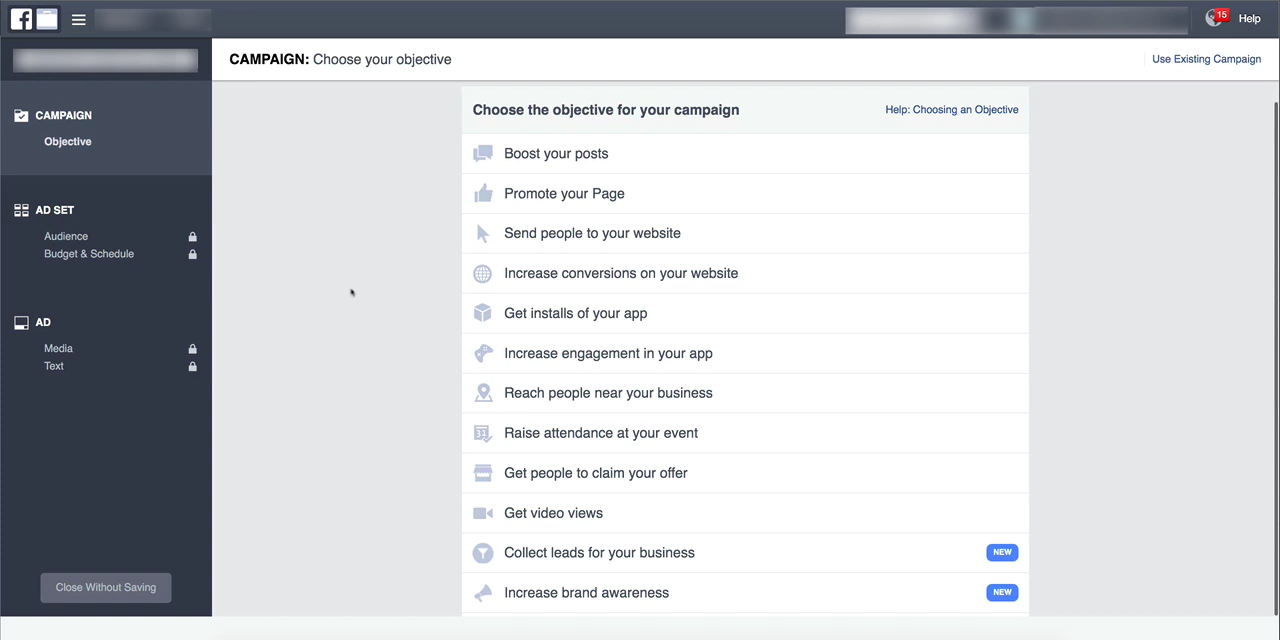 15
Help
CAMPAIGN: Choose your objective
Use Existing Campaign
CAMPAIGN
Objective
AD SET
Audience
Budget & Schedule
AD
Media
Text
Close Without Saving
Choose the objective for your campaign
Help: Choosing an Objective
Boost your posts
Promote your Page
Send people to your website
Increase conversions on your website
Get installs of your app
Increase engagement in your app
Reach people near your business
31
Raise attendance at your event
Get people to claim your offer
Get video views
Collect leads for your business
NEW
Increase brand awareness
NEW